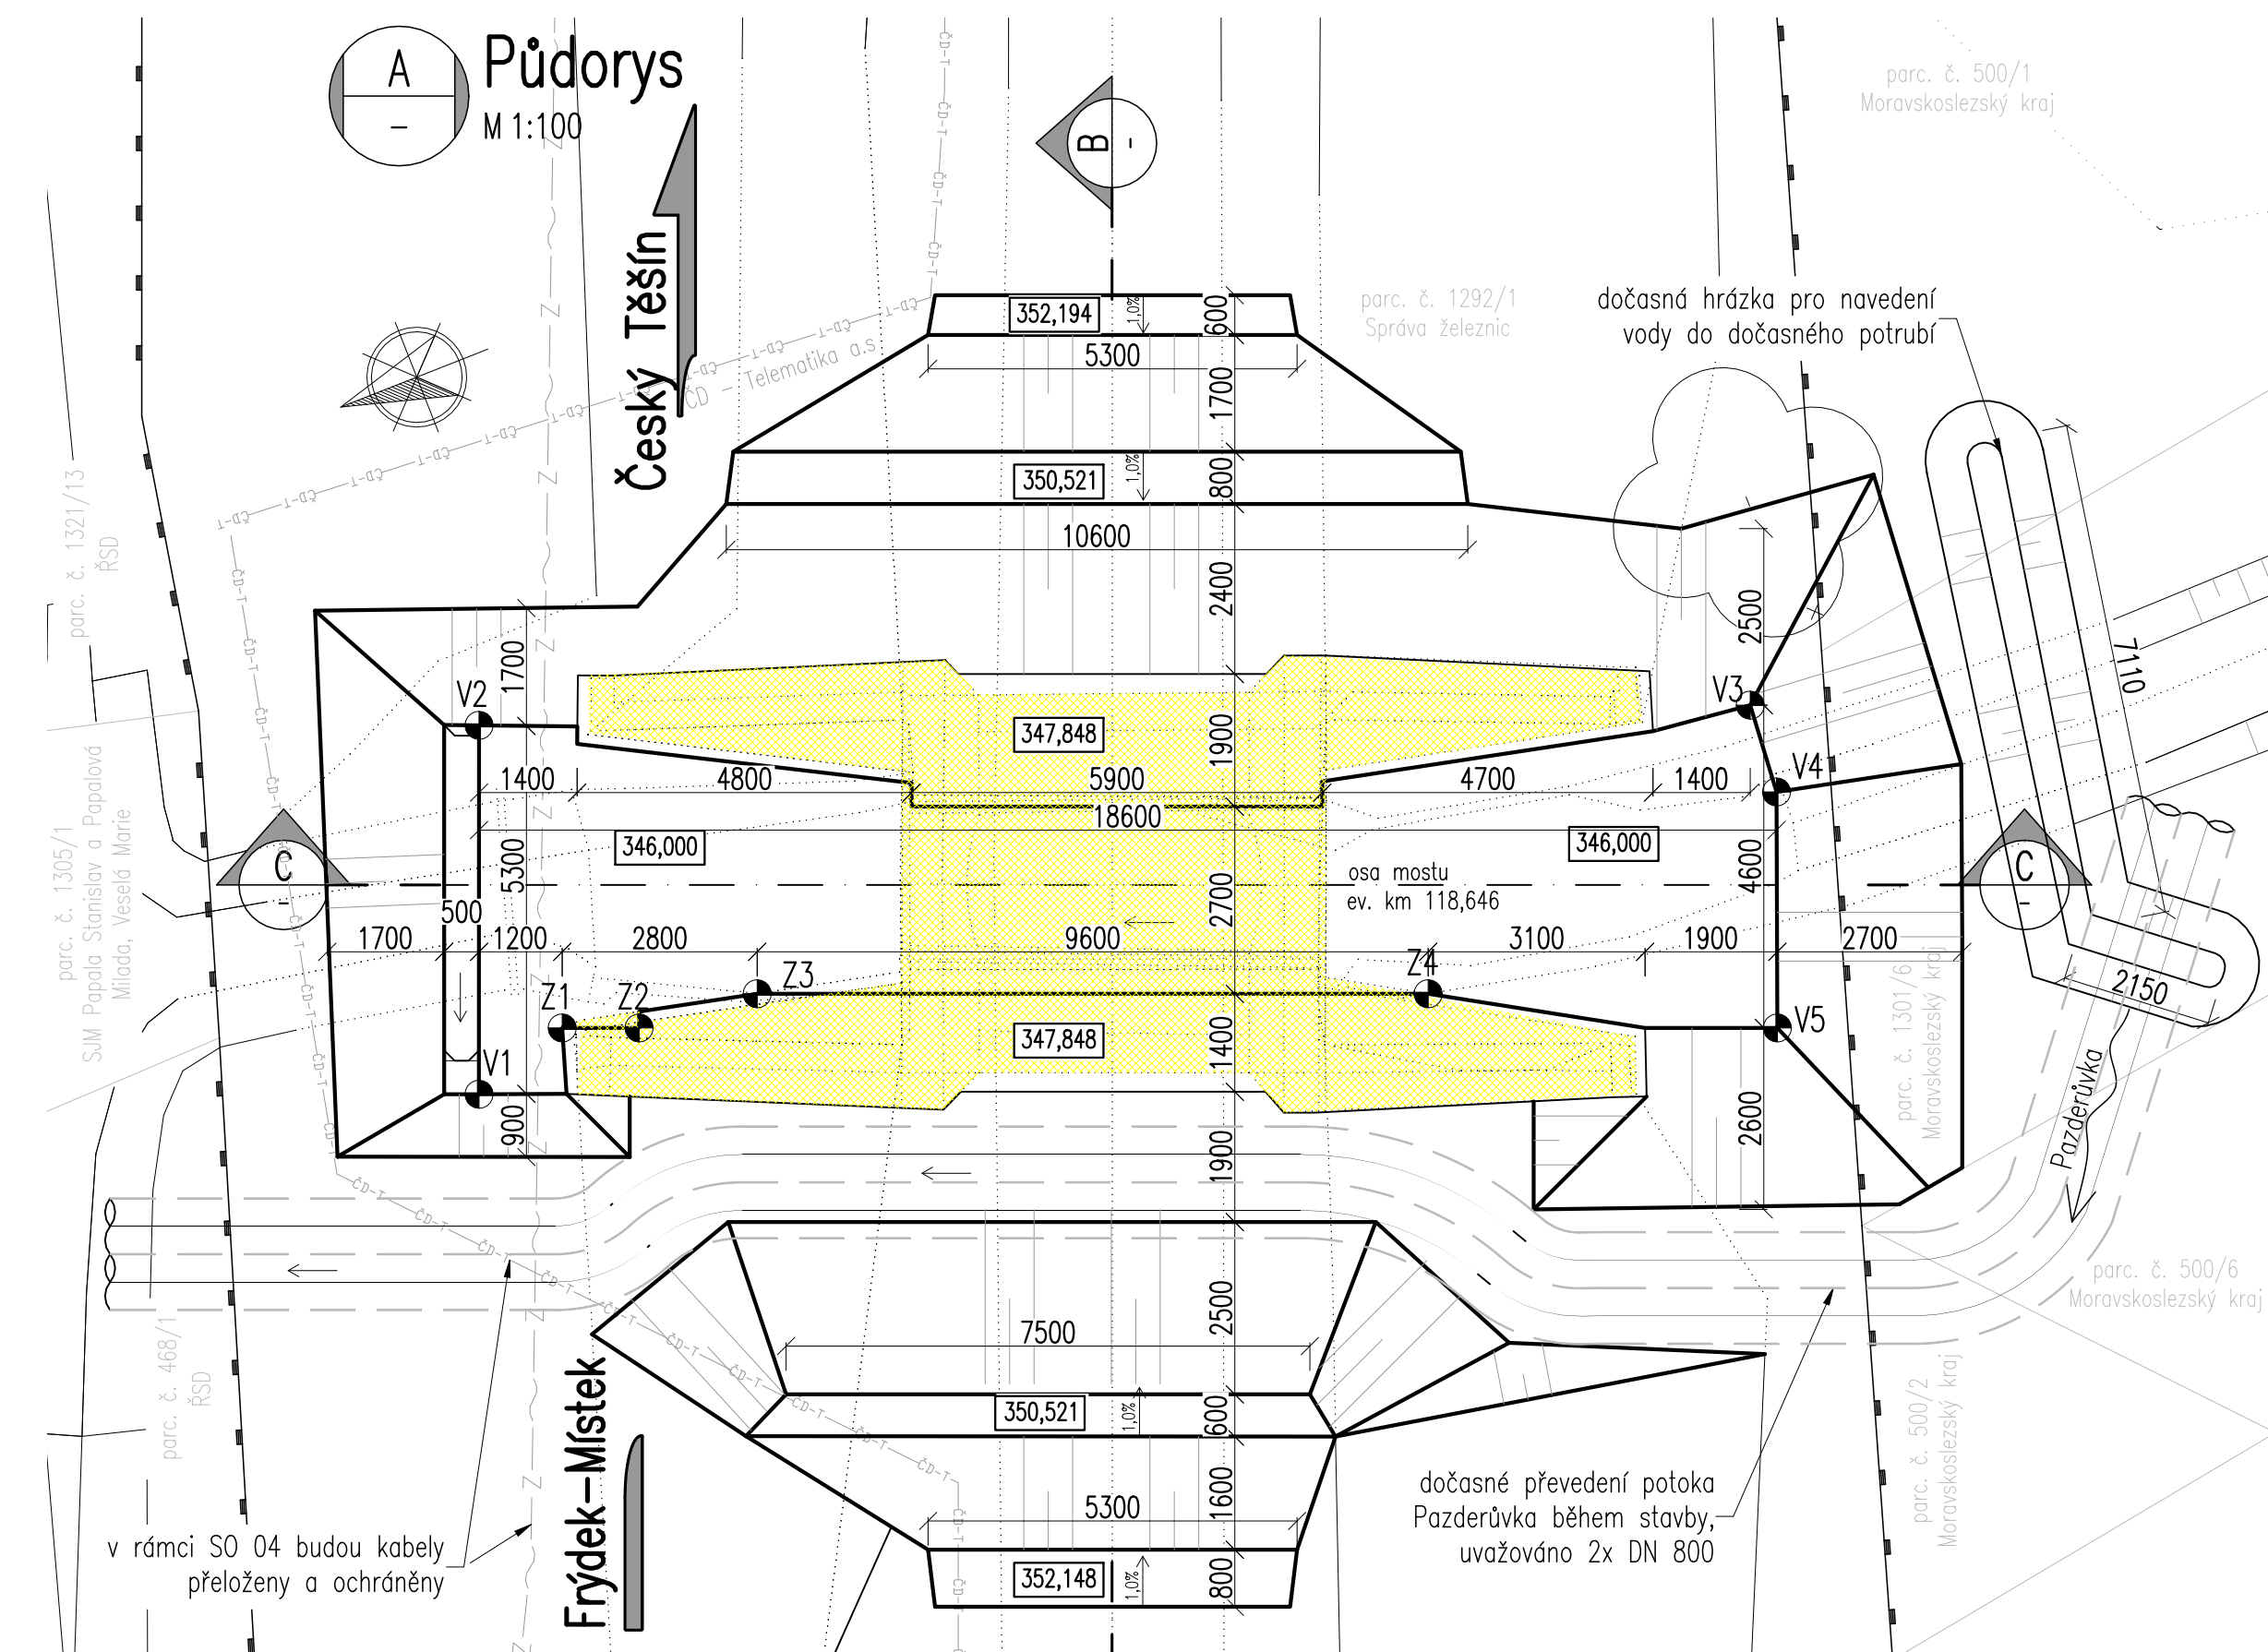 A
-
Půdorys
M 1:100
Český Těšín
B
-
parc. č. 500/1
Moravskoslezský kraj
parc. č. 1292/1
Správa železnic
dočasná hrázka pro navedení
vody do dočasného potrubí
ČD - Telematika a.s
352,194
1,0%
600
5300
1700
350,521
1,0%
800
10600
2400
2500
7110
parc. č. 1321/13
ŘSD
1700
V2
V3
V4
347,848
1900
1400
4800
5900
4700
1400
18600
346,000
346,000
parc. č. 1305/1
SJM Papala Stanislav a Papalová
Milada, Veselá Marie
C
-
5300
500
2700
4600
osa mostu
ev. km 118,646
C
-
1700
1200
2800
9600
3100
1900
2700
Z1
Z2
Z3
Z4
V5
V1
2150
347,848
1400
900
2600
Pazderůvka
parc. č. 1301/6
Moravskoslezský kraj
1900
parc. č. 500/6
Moravskoslezský kraj
parc. č. 468/1
ŘSD
2500
7500
350,521
1,0%
600
Frýdek-Místek
parc. č. 500/2
Moravskoslezský kraj
5300
1600
dočasné převedení potoka
Pazderůvka během stavby,
uvažováno 2x DN 800
v rámci SO 04 budou kabely
přeloženy a ochráněny
352,148
1,0%
800
ČD-T
Z